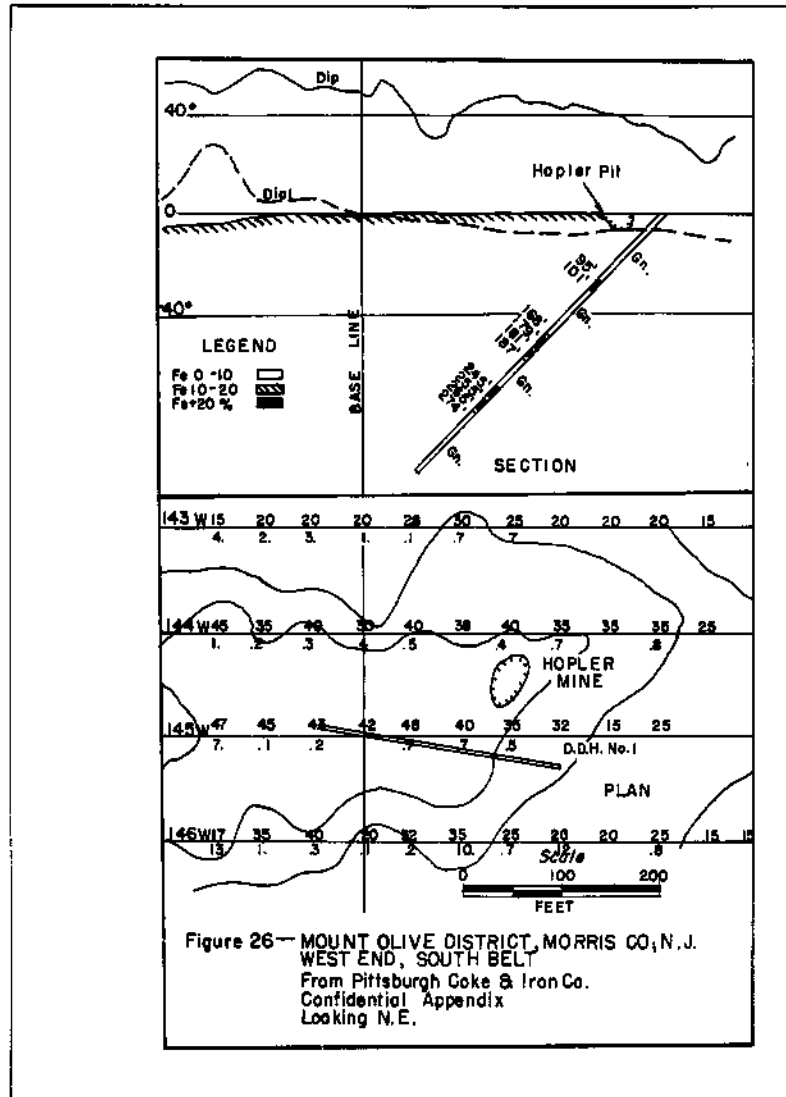 Dip
40°
Hopler Pit
Dip
0
Gn.
40°
Gn.
LEGEND
Fe 0-10
Fe 10-20
Fe+20 %
BASE LINE
Gn.
Gn.
SECTION
143 W 15 20 20 20 30 25 20 20 20 15
4. 2. 3. 1. .1 .7 .7
144 W 45 35 40 40 38 40 35 35 35 25
1. .2 .3 .4 .5 .4 .7 .8
HOPLER
MINE
145 W 47 45 43 42 48 40 35 32 15 25
7. .1 .2 .7 .7 .5
D.D.H. No.1
PLAN
146 W 17 35 40 35 25 20 20 25 15 15
13. 1. .3 .1 .2 10. .7 .12 .8
Scale
0 100 200
FEET
Figure 26— MOUNT OLIVE DISTRICT, MORRIS CO., N.J.
WEST END, SOUTH BELT
From Pittsburgh Coke & Iron Co.
Confidential Appendix
Looking N.E.